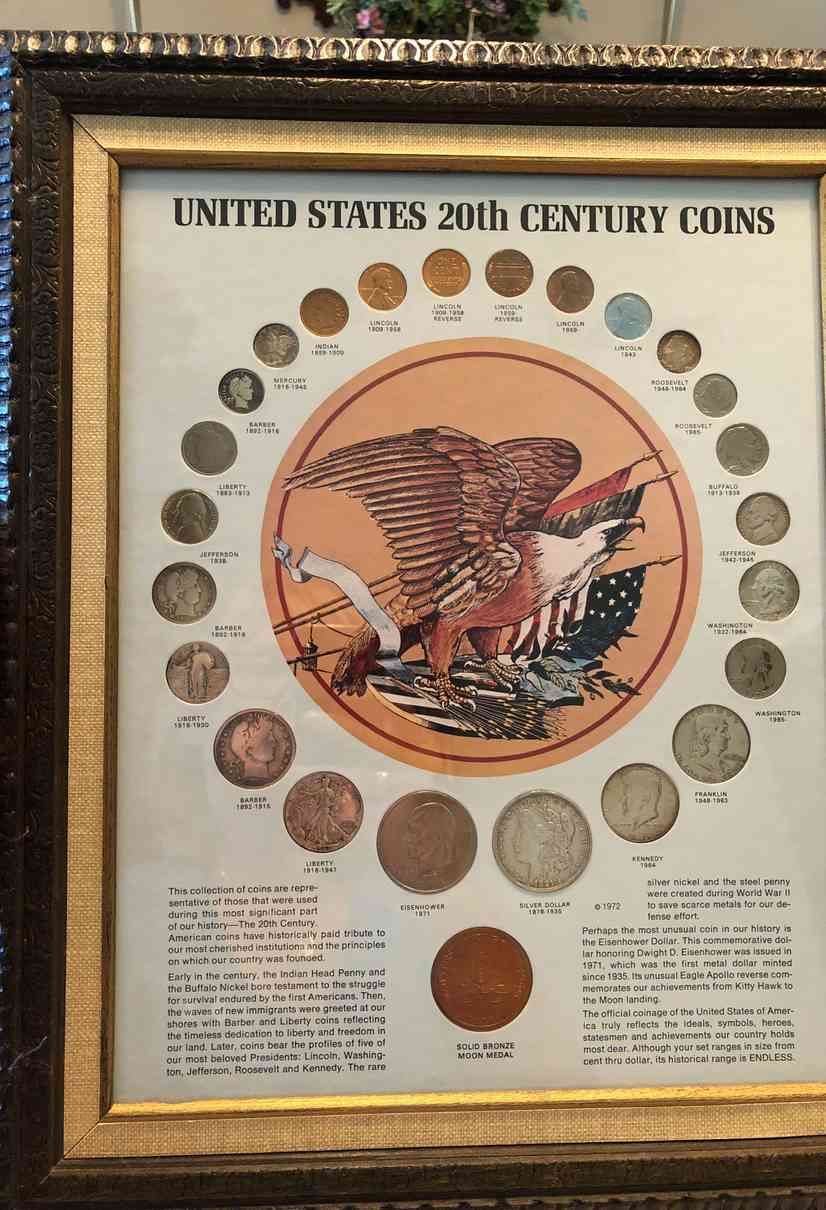 UNITED STATES 20th CENTURY COINS
LINCOLN
1909-1958
LINCOLN
1909-1958
REVERSE
LINCOLN
1959-
REVERSE
LINCOLN
1959-
LINCOLN
1943
INDIAN
1859-1909
MERCURY
1916-1945
BARBER
1892-1916
LIBERTY
1883-1913
JEFFERSON
1938-
BARBER
1892-1916
LIBERTY
1916-1930
BARBER
1892-1915
LIBERTY
1916-1947
EISENHOWER
1971
SILVER DOLLAR
1878-1935
KENNEDY
1964
FRANKLIN
1948-1963
WASHINGTON
1965-
WASHINGTON
1932-1964
JEFFERSON
1942-1945
BUFFALO
1913-1938
ROOSEVELT
1965-
ROOSEVELT
1946-1964
This collection of coins are repre-
sentative of those that were used
during this most significant part
of our history—The 20th Century.
American coins have historically paid tribute to
our most cherished institutions and the principles
on which our country was founded.
Early in the century, the Indian Head Penny and
the Buffalo Nickel bore testament to the struggle
for survival endured by the first Americans. Then,
the waves of new immigrants were greeted at our
shores with Barber and Liberty coins reflecting
the timeless dedication to liberty and freedom in
our land. Later, coins bear the profiles of five of
our most beloved Presidents: Lincoln, Washing-
ton, Jefferson, Roosevelt and Kennedy. The rare
silver nickel and the steel penny
were created during World War II
to save scarce metals for our de-
fense effort.
© 1972
Perhaps the most unusual coin in our history is
the Eisenhower Dollar. This commemorative dol-
lar honoring Dwight D. Eisenhower was issued in
1971, which was the first metal dollar minted
since 1935. Its unusual Eagle Apollo reverse com-
memorates our achievements from Kitty Hawk to
the Moon landing.
The official coinage of the United States of Amer-
ica truly reflects the ideals, symbols, heroes,
statesmen and achievements our country holds
most dear. Although your set ranges in size from
cent thru dollar, its historical range is ENDLESS.
SOLID BRONZE
MOON MEDAL